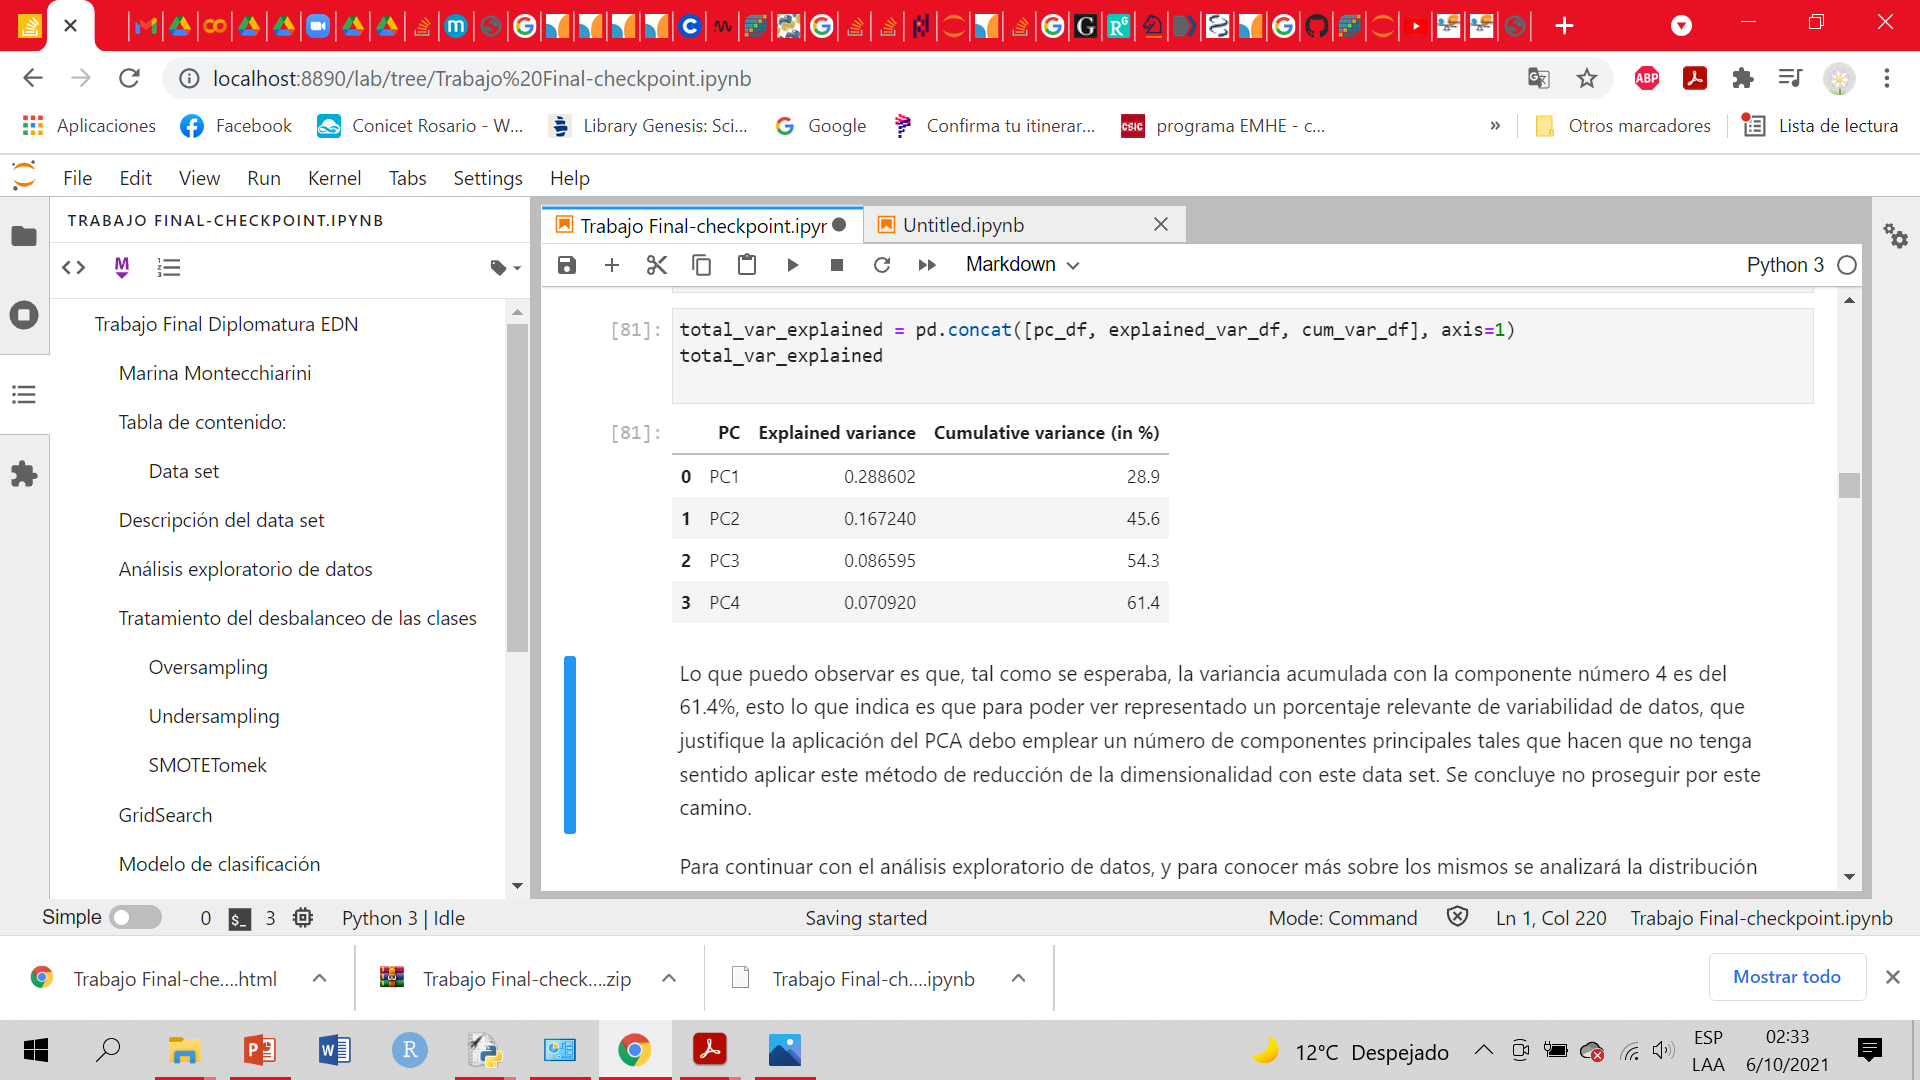 localhost:8890/lab/tree/Trabajo%20Final-checkpoint.ipynb
ABP
Aplicaciones
Facebook
Conicet Rosario - W...
Library Genesis: Sci...
Google
Confirma tu itinerar...
CSIC
programa EMHE - c...
»
Otros marcadores
Lista de lectura
File Edit View Run Kernel Tabs Settings Help
TRABAJO FINAL-CHECKPOINT.IPYNB
Trabajo Final Diplomatura EDN
Marina Montecchiarini
Tabla de contenido:
Data set
Descripción del data set
Análisis exploratorio de datos
Tratamiento del desbalanceo de las clases
Oversampling
Undersampling
SMOTETomek
GridSearch
Modelo de clasificación
Trabajo Final-checkpoint.ipyr
Untitled.ipynb
Markdown
Python 3
[81]: total_var_explained = pd.concat([pc_df, explained_var_df, cum_var_df], axis=1)
total_var_explained
[81]: PC Explained variance Cumulative variance (in %)
0 PC1 0.288602 28.9
1 PC2 0.167240 45.6
2 PC3 0.086595 54.3
3 PC4 0.070920 61.4
Lo que puedo observar es que, tal como se esperaba, la variancia acumulada con la componente número 4 es del
61.4%, esto lo que indica es que para poder ver representado un porcentaje relevante de variabilidad de datos, que
justifique la aplicación del PCA debo emplear un número de componentes principales tales que hacen que no tenga
sentido aplicar este método de reducción de la dimensionalidad con este data set. Se concluye no proseguir por este
camino.
Para continuar con el análisis exploratorio de datos, y para conocer más sobre los mismos se analizará la distribución
Simple 0 $_ 3 Python 3 | Idle Saving started Mode: Command Ln 1, Col 220 Trabajo Final-checkpoint.ipynb
Trabajo Final-che....html
Trabajo Final-check....zip
Trabajo Final-ch....ipynb
Mostrar todo
12°C Despejado
ESP
LAA
02:33
6/10/2021